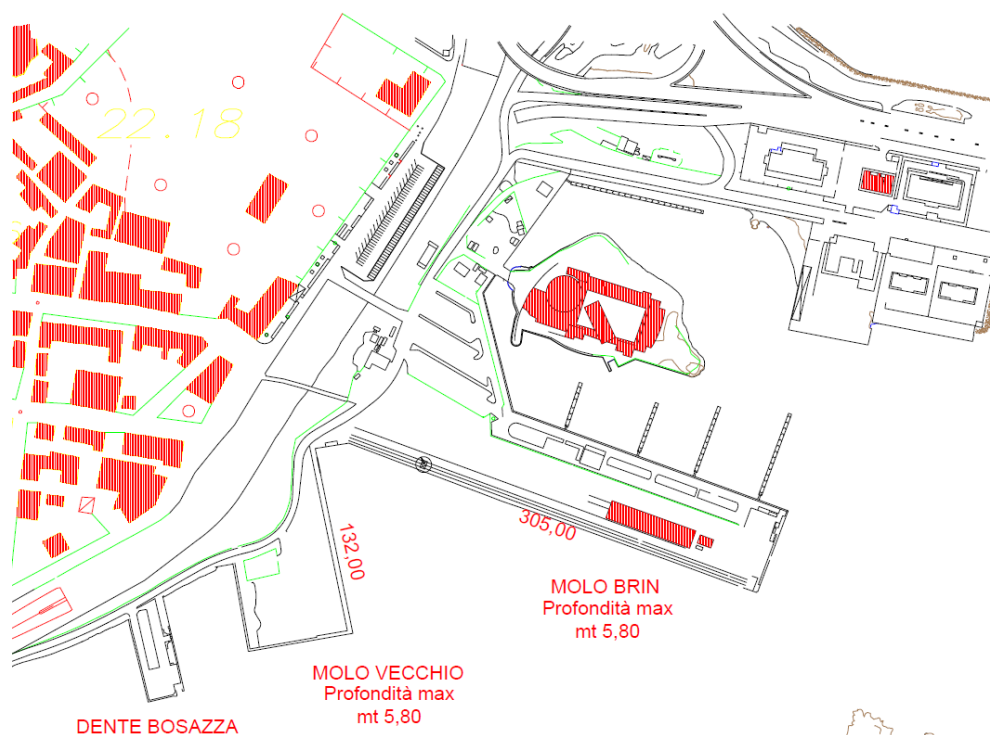 22.18
132,00
305,00
MOLO BRIN
Profondità max
mt 5,80
MOLO VECCHIO
Profondità max
mt 5,80
DENTE BOSAZZA